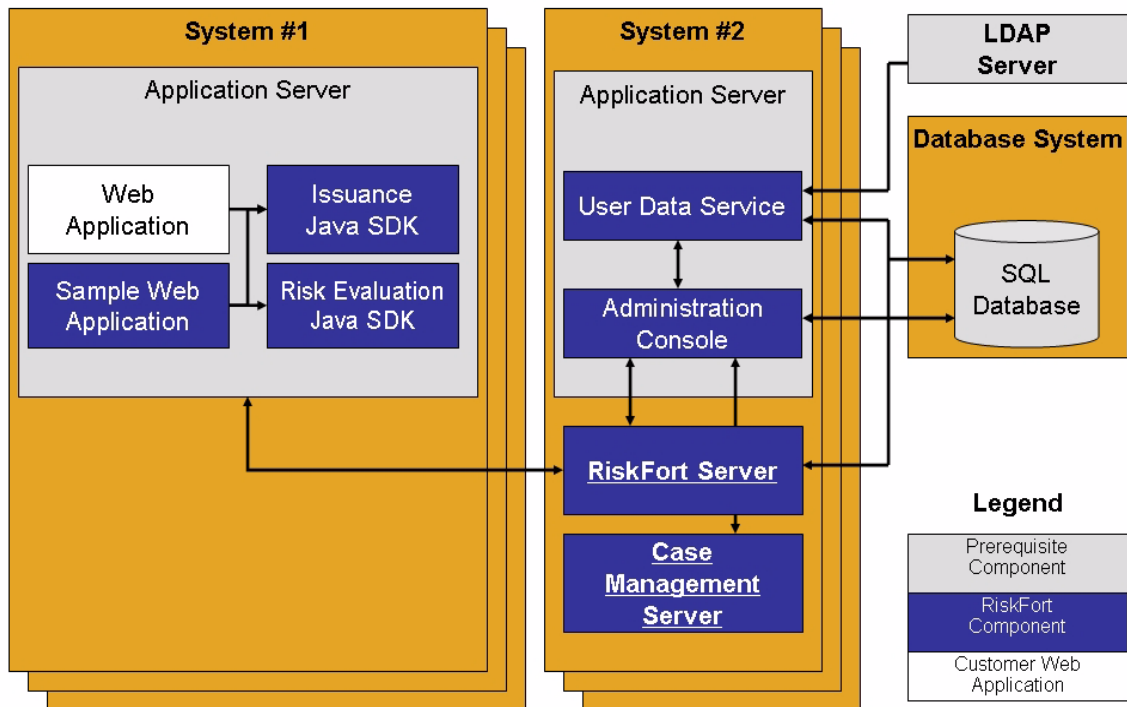 System #1
Application Server
Web
Application
Issuance
Java SDK
Sample Web
Application
Risk Evaluation
Java SDK
System #2
Application Server
User Data Service
Administration
Console
RiskFort Server
Case
Management
Server
LDAP
Server
Database System
SQL
Database
Legend
Prerequisite
Component
RiskFort
Component
Customer Web
Application